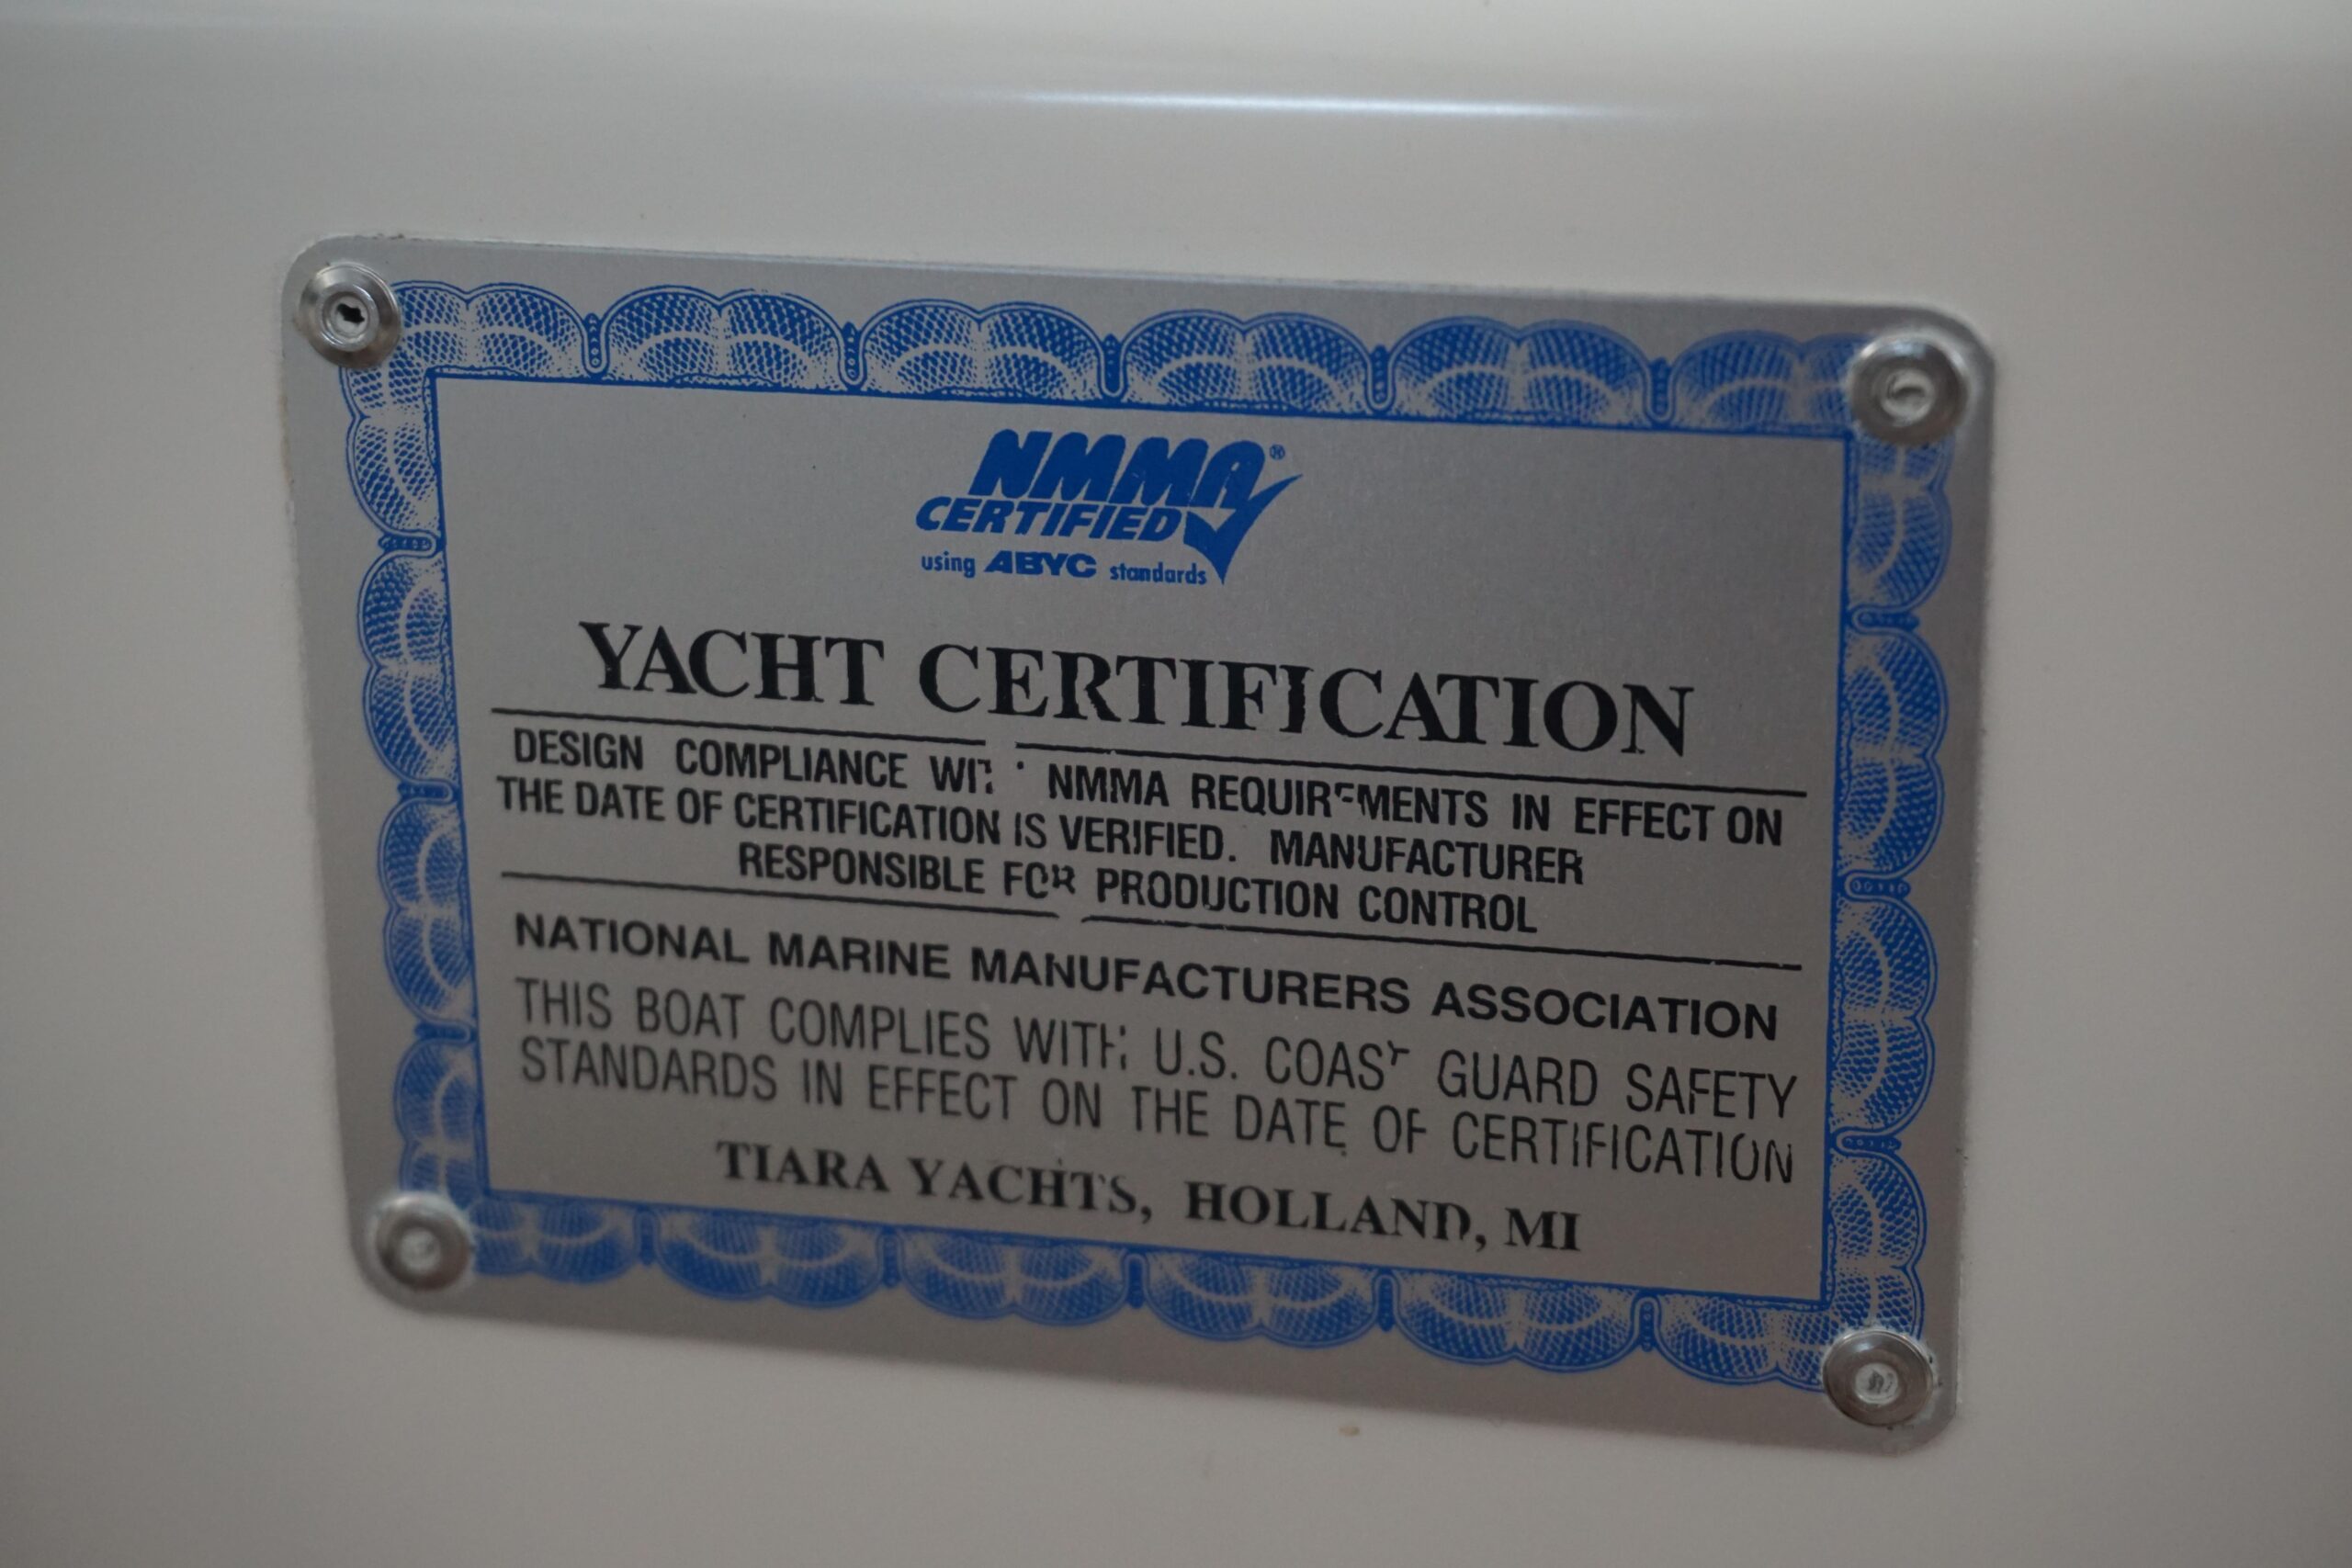 NMMA®
CERTIFIED
using ABYC standards
YACHT CERTIFICATION
DESIGN COMPLIANCE WITH NMMA REQUIREMENTS IN EFFECT ON
THE DATE OF CERTIFICATION IS VERIFIED. MANUFACTURER
RESPONSIBLE FOR PRODUCTION CONTROL
NATIONAL MARINE MANUFACTURERS ASSOCIATION
THIS BOAT COMPLIES WITH U.S. COAST GUARD SAFETY
STANDARDS IN EFFECT ON THE DATE OF CERTIFICATION
TIARA YACHTS, HOLLAND, MI